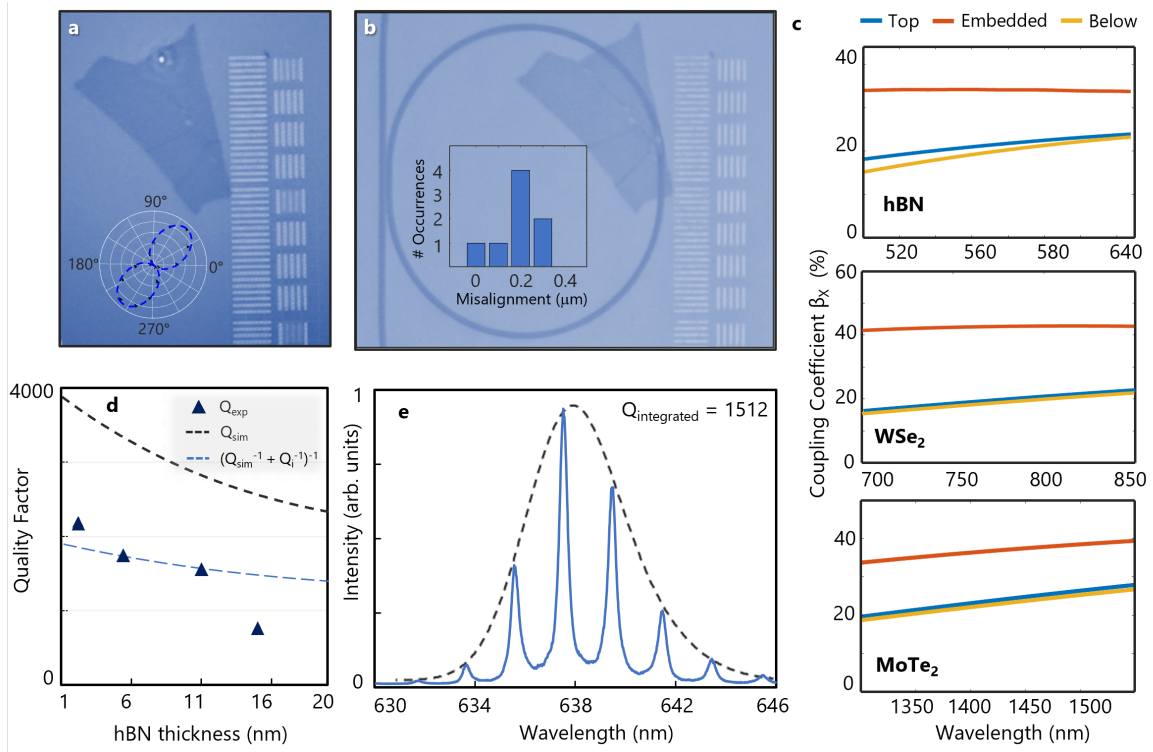 a
90°
180°
0°
270°
b
# Occurrences
4
3
2
1
0
0.2
0.4
Misalignment (μm)
c
Top
Embedded
Below
Coupling Coefficient βX (%)
40
20
0
hBN
520
560
580
640
60
40
20
0
WSe2
700
750
800
850
40
20
0
MoTe2
1350
1400
1450
1500
Wavelength (nm)
d
Quality Factor
4000
0
Qexp
Qsim
(Qsim-1 + Qi-1)-1
1
6
11
16
20
hBN thickness (nm)
e
Intensity (arb. units)
1
0
Qintegrated = 1512
630
634
638
642
646
Wavelength (nm)